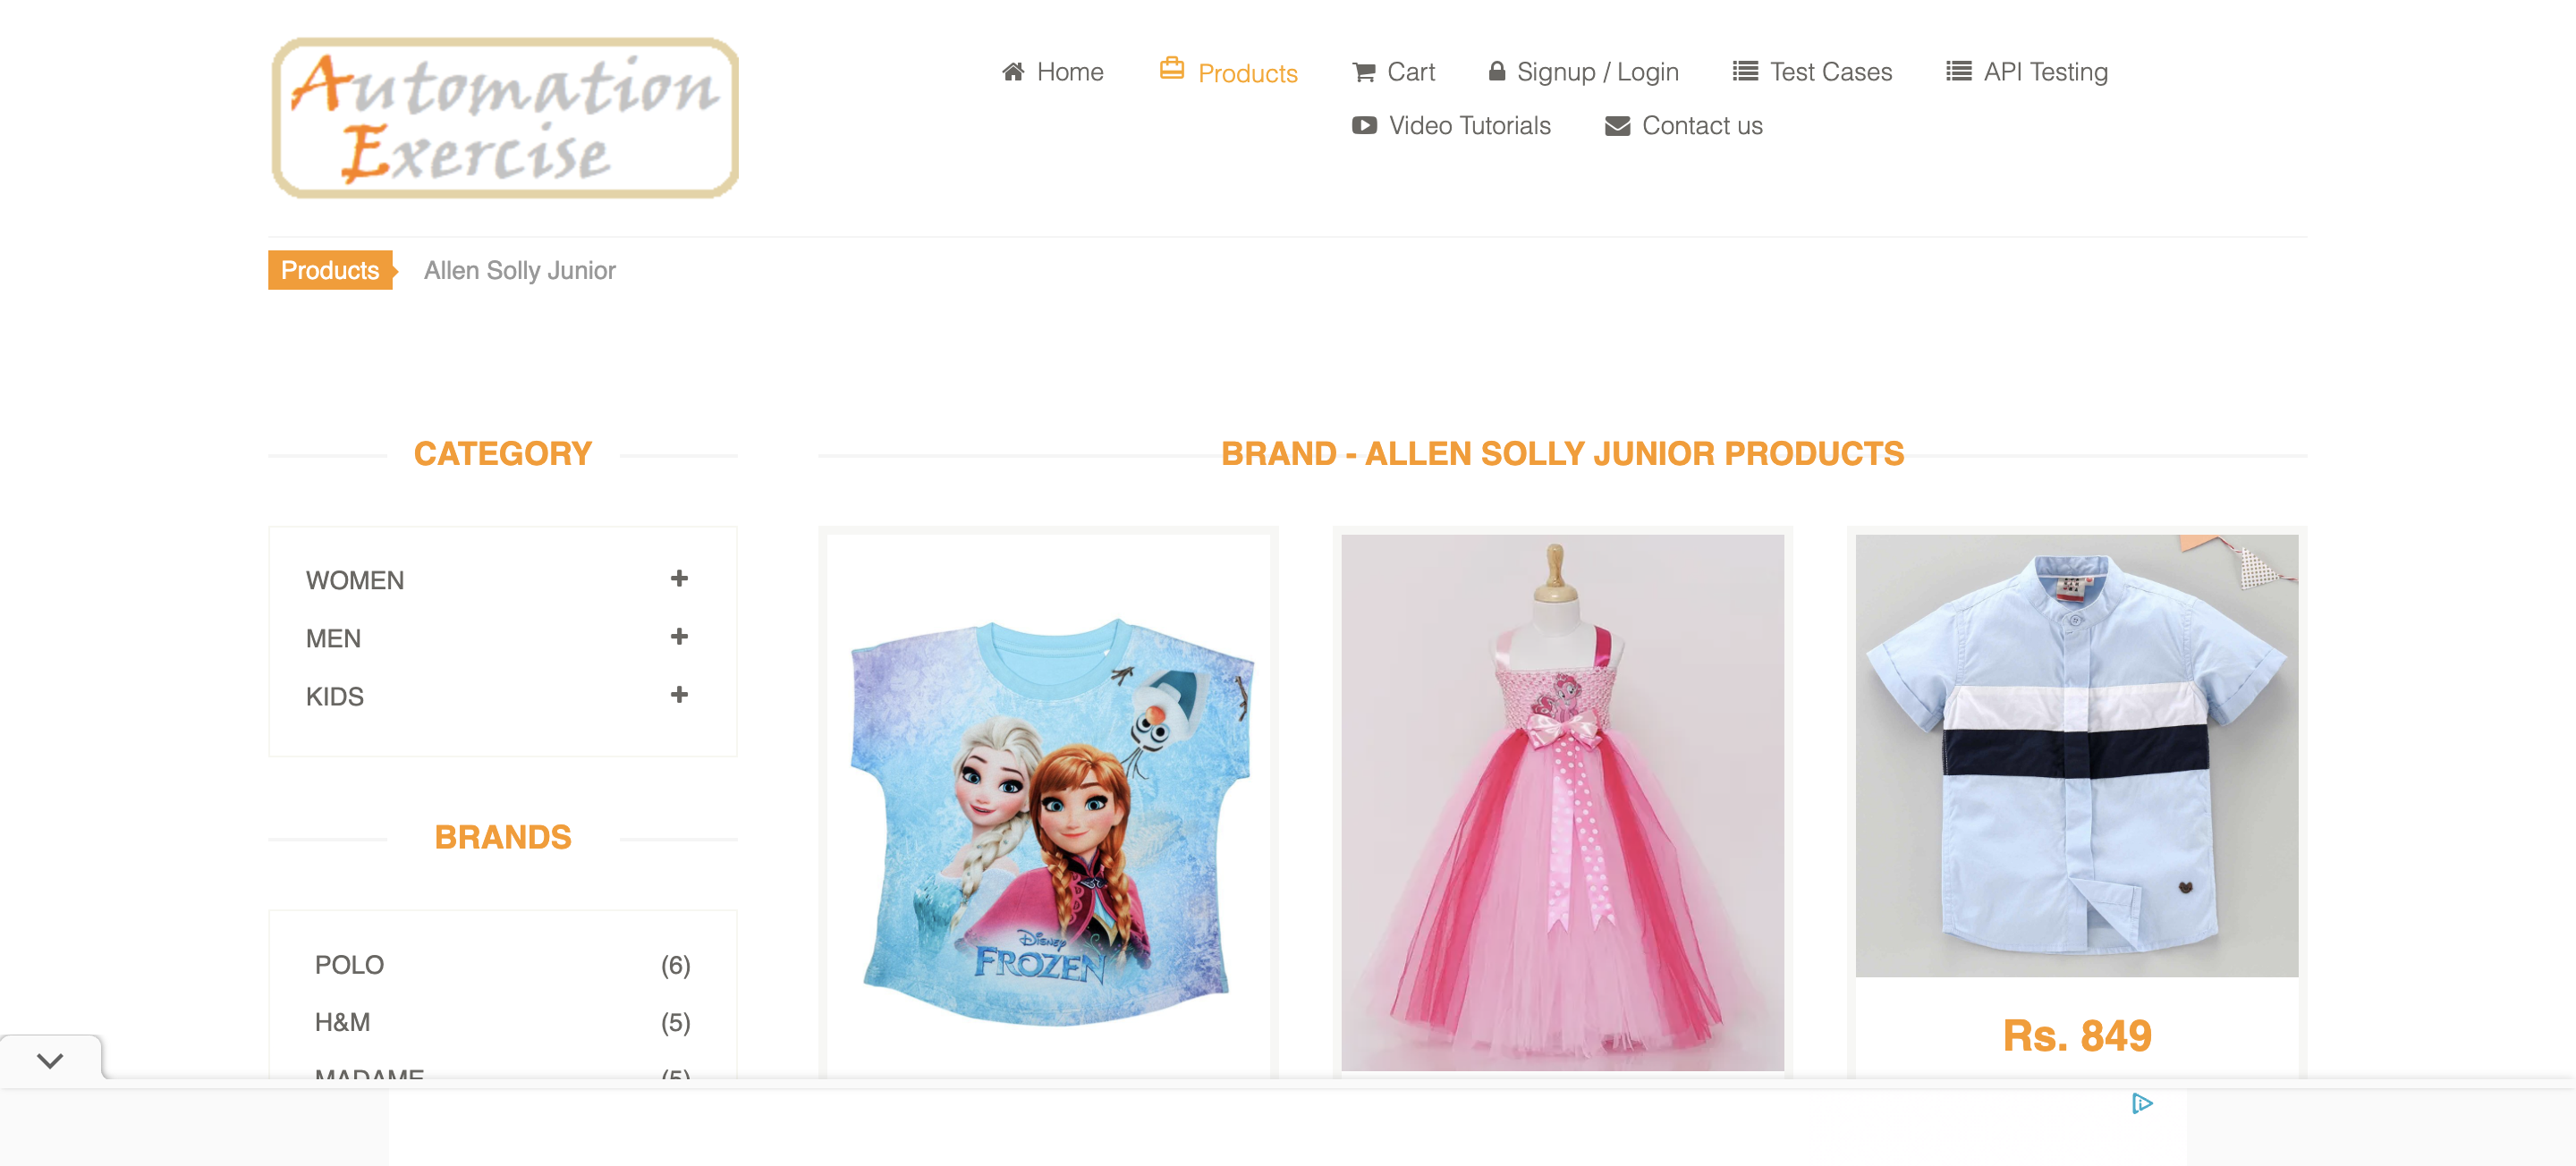 Automation
Exercise
Home
Products
Cart
Signup / Login
Test Cases
API Testing
Video Tutorials
Contact us
Products
Allen Solly Junior
CATEGORY
BRAND - ALLEN SOLLY JUNIOR PRODUCTS
WOMEN
MEN
KIDS
BRANDS
POLO (6)
H&M (5)
MADAME (5)
Disney
FROZEN
Rs. 849